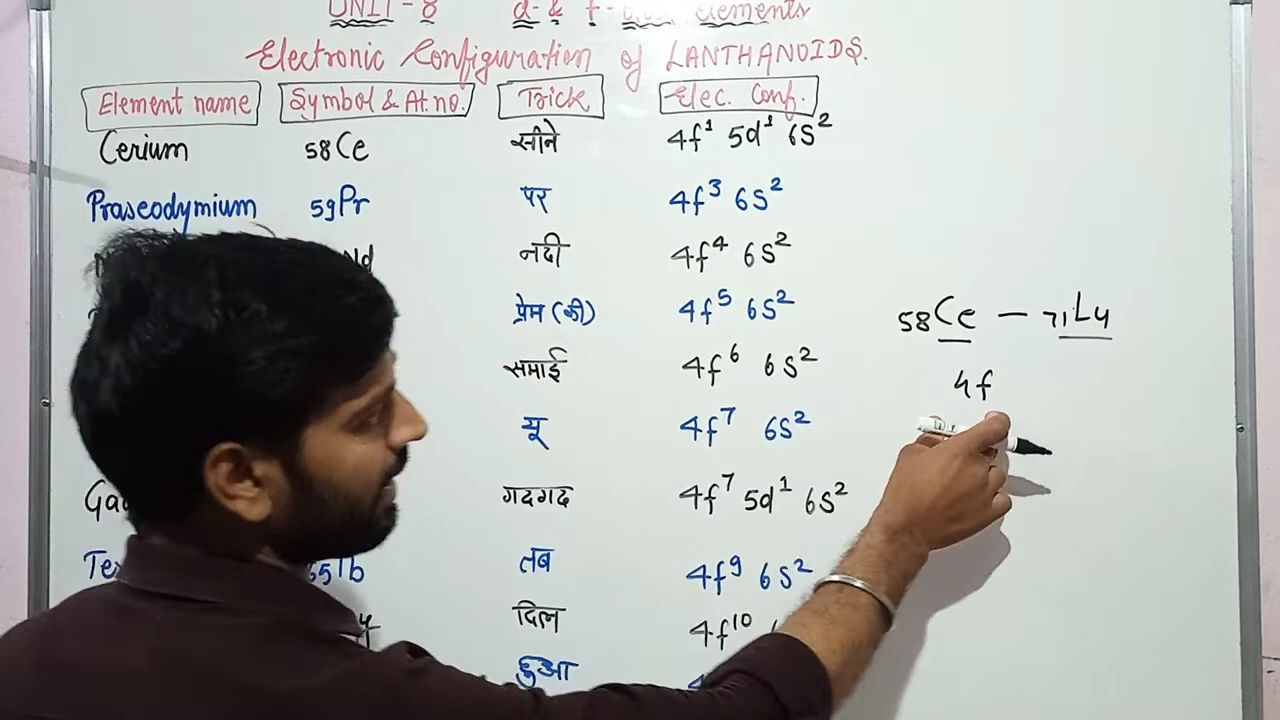 UNIT-8 d- & f- Elements
Electronic Configuration of LANTHANOIDS.
Element name Symbol & At.no. Trick Elec. Conf.
Cerium 58Ce सीने 4f¹ 5d¹ 6s²
Praseodymium 59Pr पर 4f³ 6s²
Nd नदी 4f⁴ 6s²
प्रेम (की) 4f⁵ 6s²
58Ce — 71Lu
समाई 4f⁶ 6s²
4f
यू 4f⁷ 6s²
गदगद 4f⁷ 5d¹ 6s²
65Tb तब 4f⁹ 6s²
दिल 4f¹⁰
हुआ